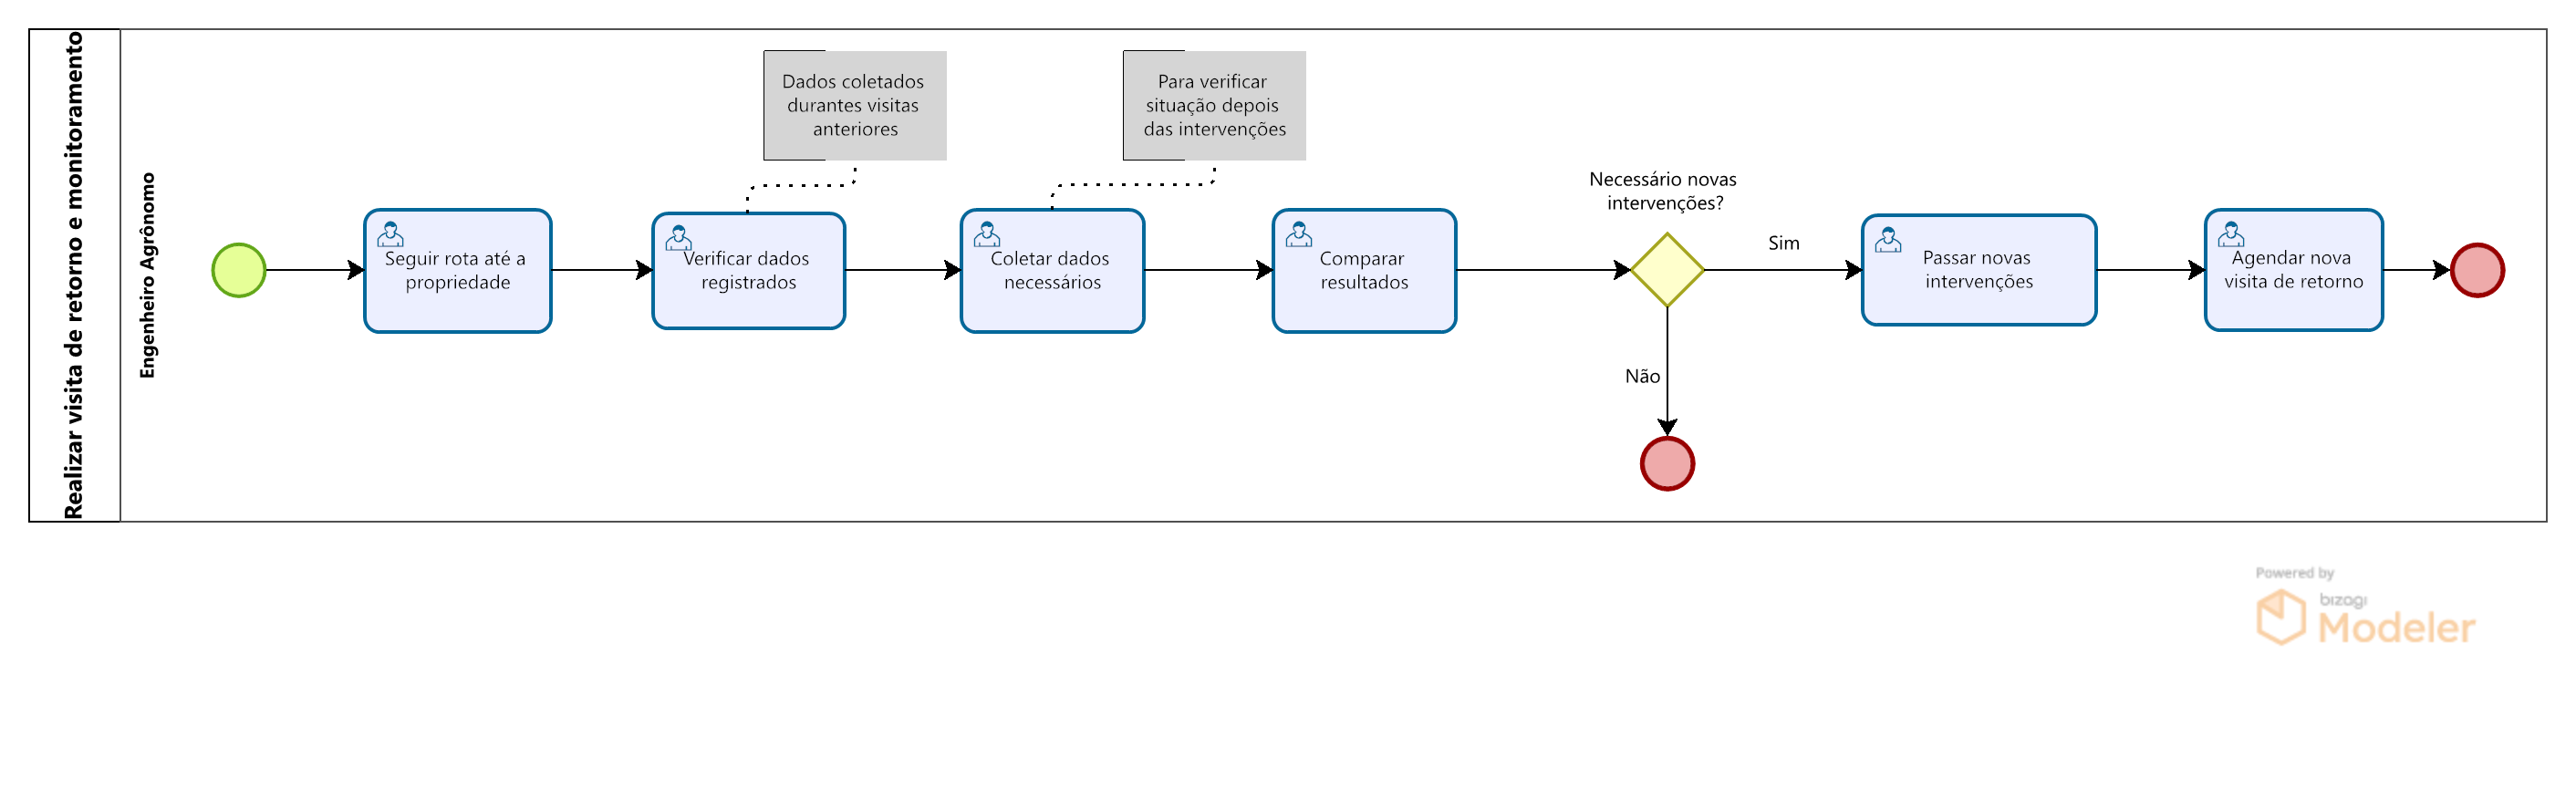 Realizar visita de retorno e monitoramento
Engenheiro Agrônomo
Dados coletados
durantes visitas
anteriores
Para verificar
situação depois
das intervenções
Seguir rota até a
propriedade
Verificar dados
registrados
Coletar dados
necessários
Comparar
resultados
Necessário novas
intervenções?
Sim
Não
Passar novas
intervenções
Agendar nova
visita de retorno
Powered by
bizagi
Modeler